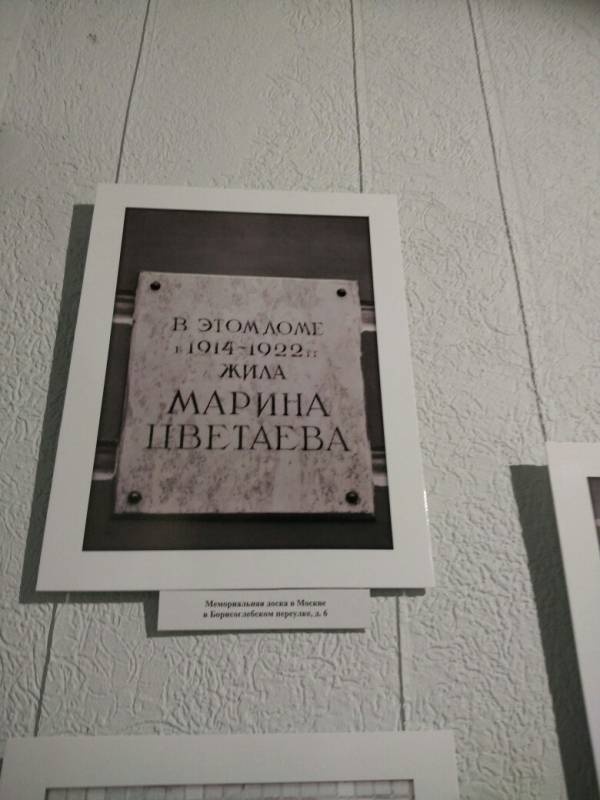 В ЭТОМ ДОМЕ
в 1914-1922 гг
ЖИЛА
МАРИНА
ЦВЕТАЕВА
Мемориальная доска в Москве
в Борисоглебском переулке, д. 6